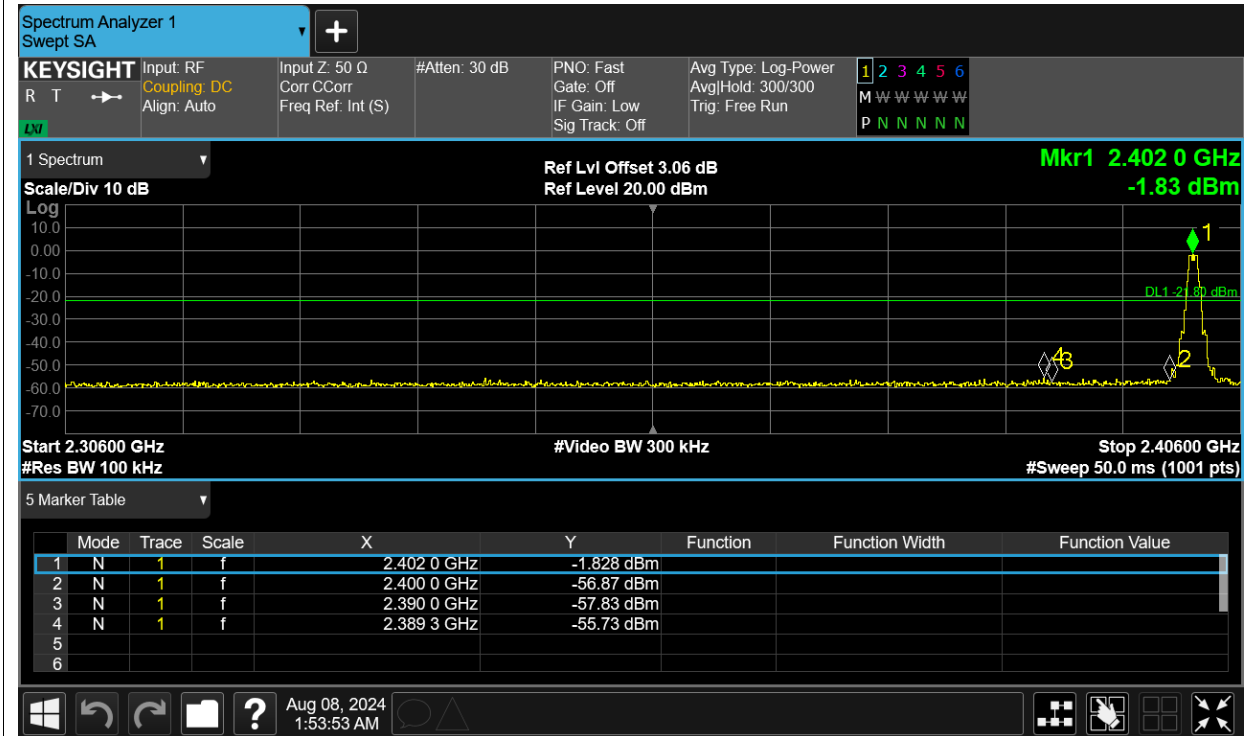 Spectrum Analyzer 1
Swept SA
KEYSIGHT
R T
LXI
Input: RF
Coupling: DC
Align: Auto
Input Z: 50 Ω
Corr CCorr
Freq Ref: Int (S)
#Atten: 30 dB
PNO: Fast
Gate: Off
IF Gain: Low
Sig Track: Off
Avg Type: Log-Power
Avg|Hold: 300/300
Trig: Free Run
1 2 3 4 5 6
M W W W W W
P N N N N N
1 Spectrum
Scale/Div 10 dB
Ref Lvl Offset 3.06 dB
Ref Level 20.00 dBm
Mkr1 2.402 0 GHz
-1.83 dBm
Log
10.0
0.00
-10.0
-20.0
-30.0
-40.0
-50.0
-60.0
-70.0
1
DL1 -21.80 dBm
4 3
2
Start 2.30600 GHz
#Video BW 300 kHz
Stop 2.40600 GHz
#Res BW 100 kHz
#Sweep 50.0 ms (1001 pts)
5 Marker Table
Mode Trace Scale X Y Function Function Width Function Value
1 N 1 f 2.402 0 GHz -1.828 dBm
2 N 1 f 2.400 0 GHz -56.87 dBm
3 N 1 f 2.390 0 GHz -57.83 dBm
4 N 1 f 2.389 3 GHz -55.73 dBm
5
6
?
Aug 08, 2024
1:53:53 AM